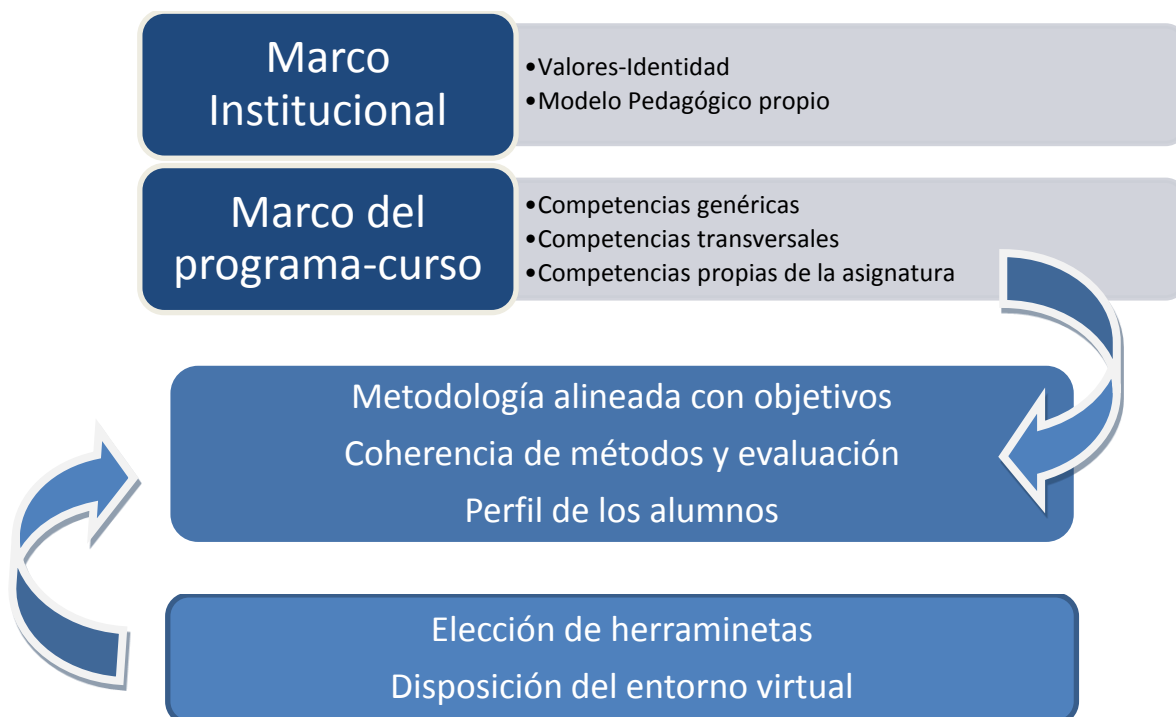 Marco
Institucional
•Valores-Identidad
•Modelo Pedagógico propio
Marco del
programa-curso
•Competencias genéricas
•Competencias transversales
•Competencias propias de la asignatura
Metodología alineada con objetivos
Coherencia de métodos y evaluación
Perfil de los alumnos
Elección de herraminetas
Disposición del entorno virtual